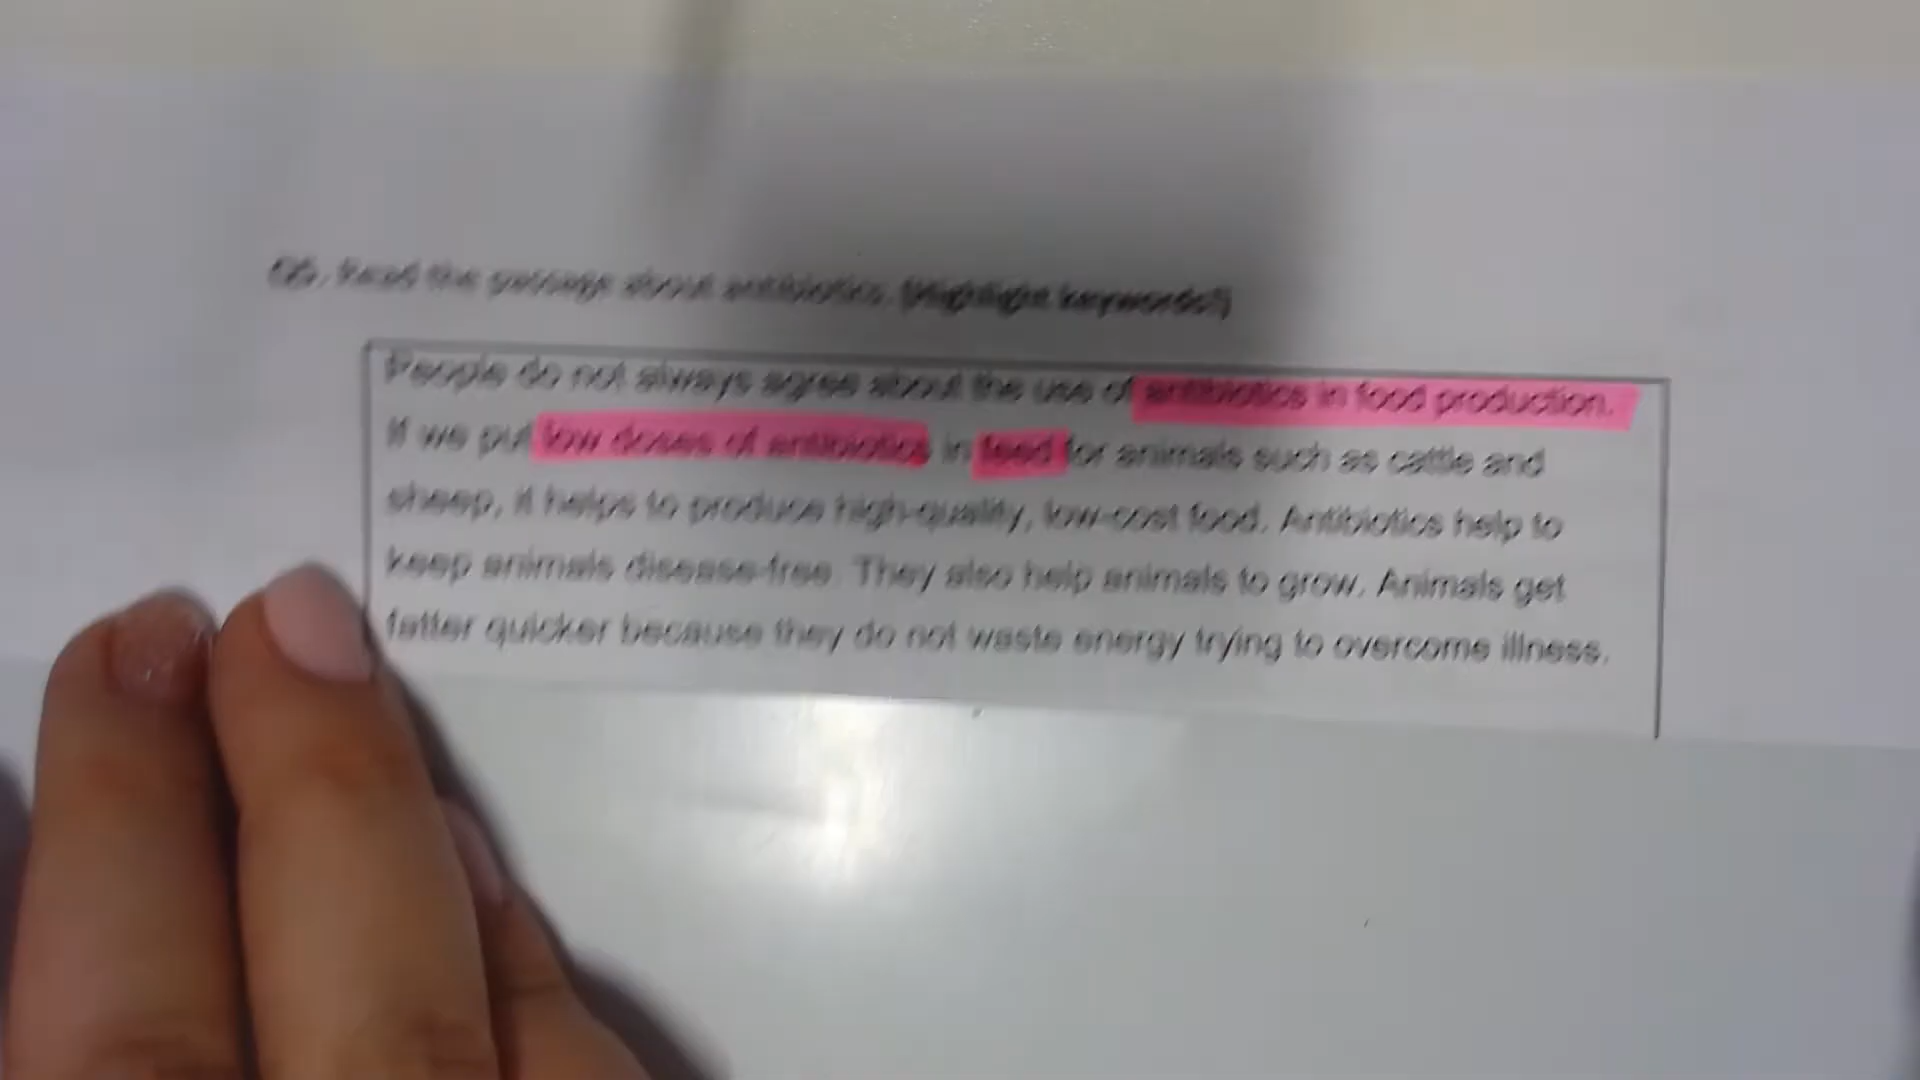 Q5. Read the passage about antibiotics. (Highlight keywords!)
People do not always agree about the use of antibiotics in food production.
If we put low doses of antibiotics in feed for animals such as cattle and
sheep, it helps to produce high-quality, low-cost food. Antibiotics help to
keep animals disease-free. They also help animals to grow. Animals get
fatter quicker because they do not waste energy trying to overcome illness.